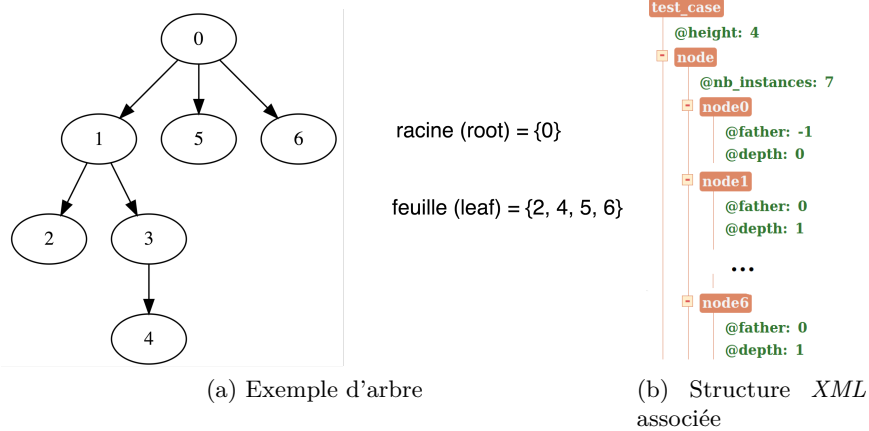 0
1
5
6
2
3
4
racine (root) = {0}
feuille (leaf) = {2, 4, 5, 6}
test_case
@height: 4
node
@nb_instances: 7
node0
@father: -1
@depth: 0
node1
@father: 0
@depth: 1
...
node6
@father: 0
@depth: 1
(a) Exemple d'arbre
(b) Structure XML
associée